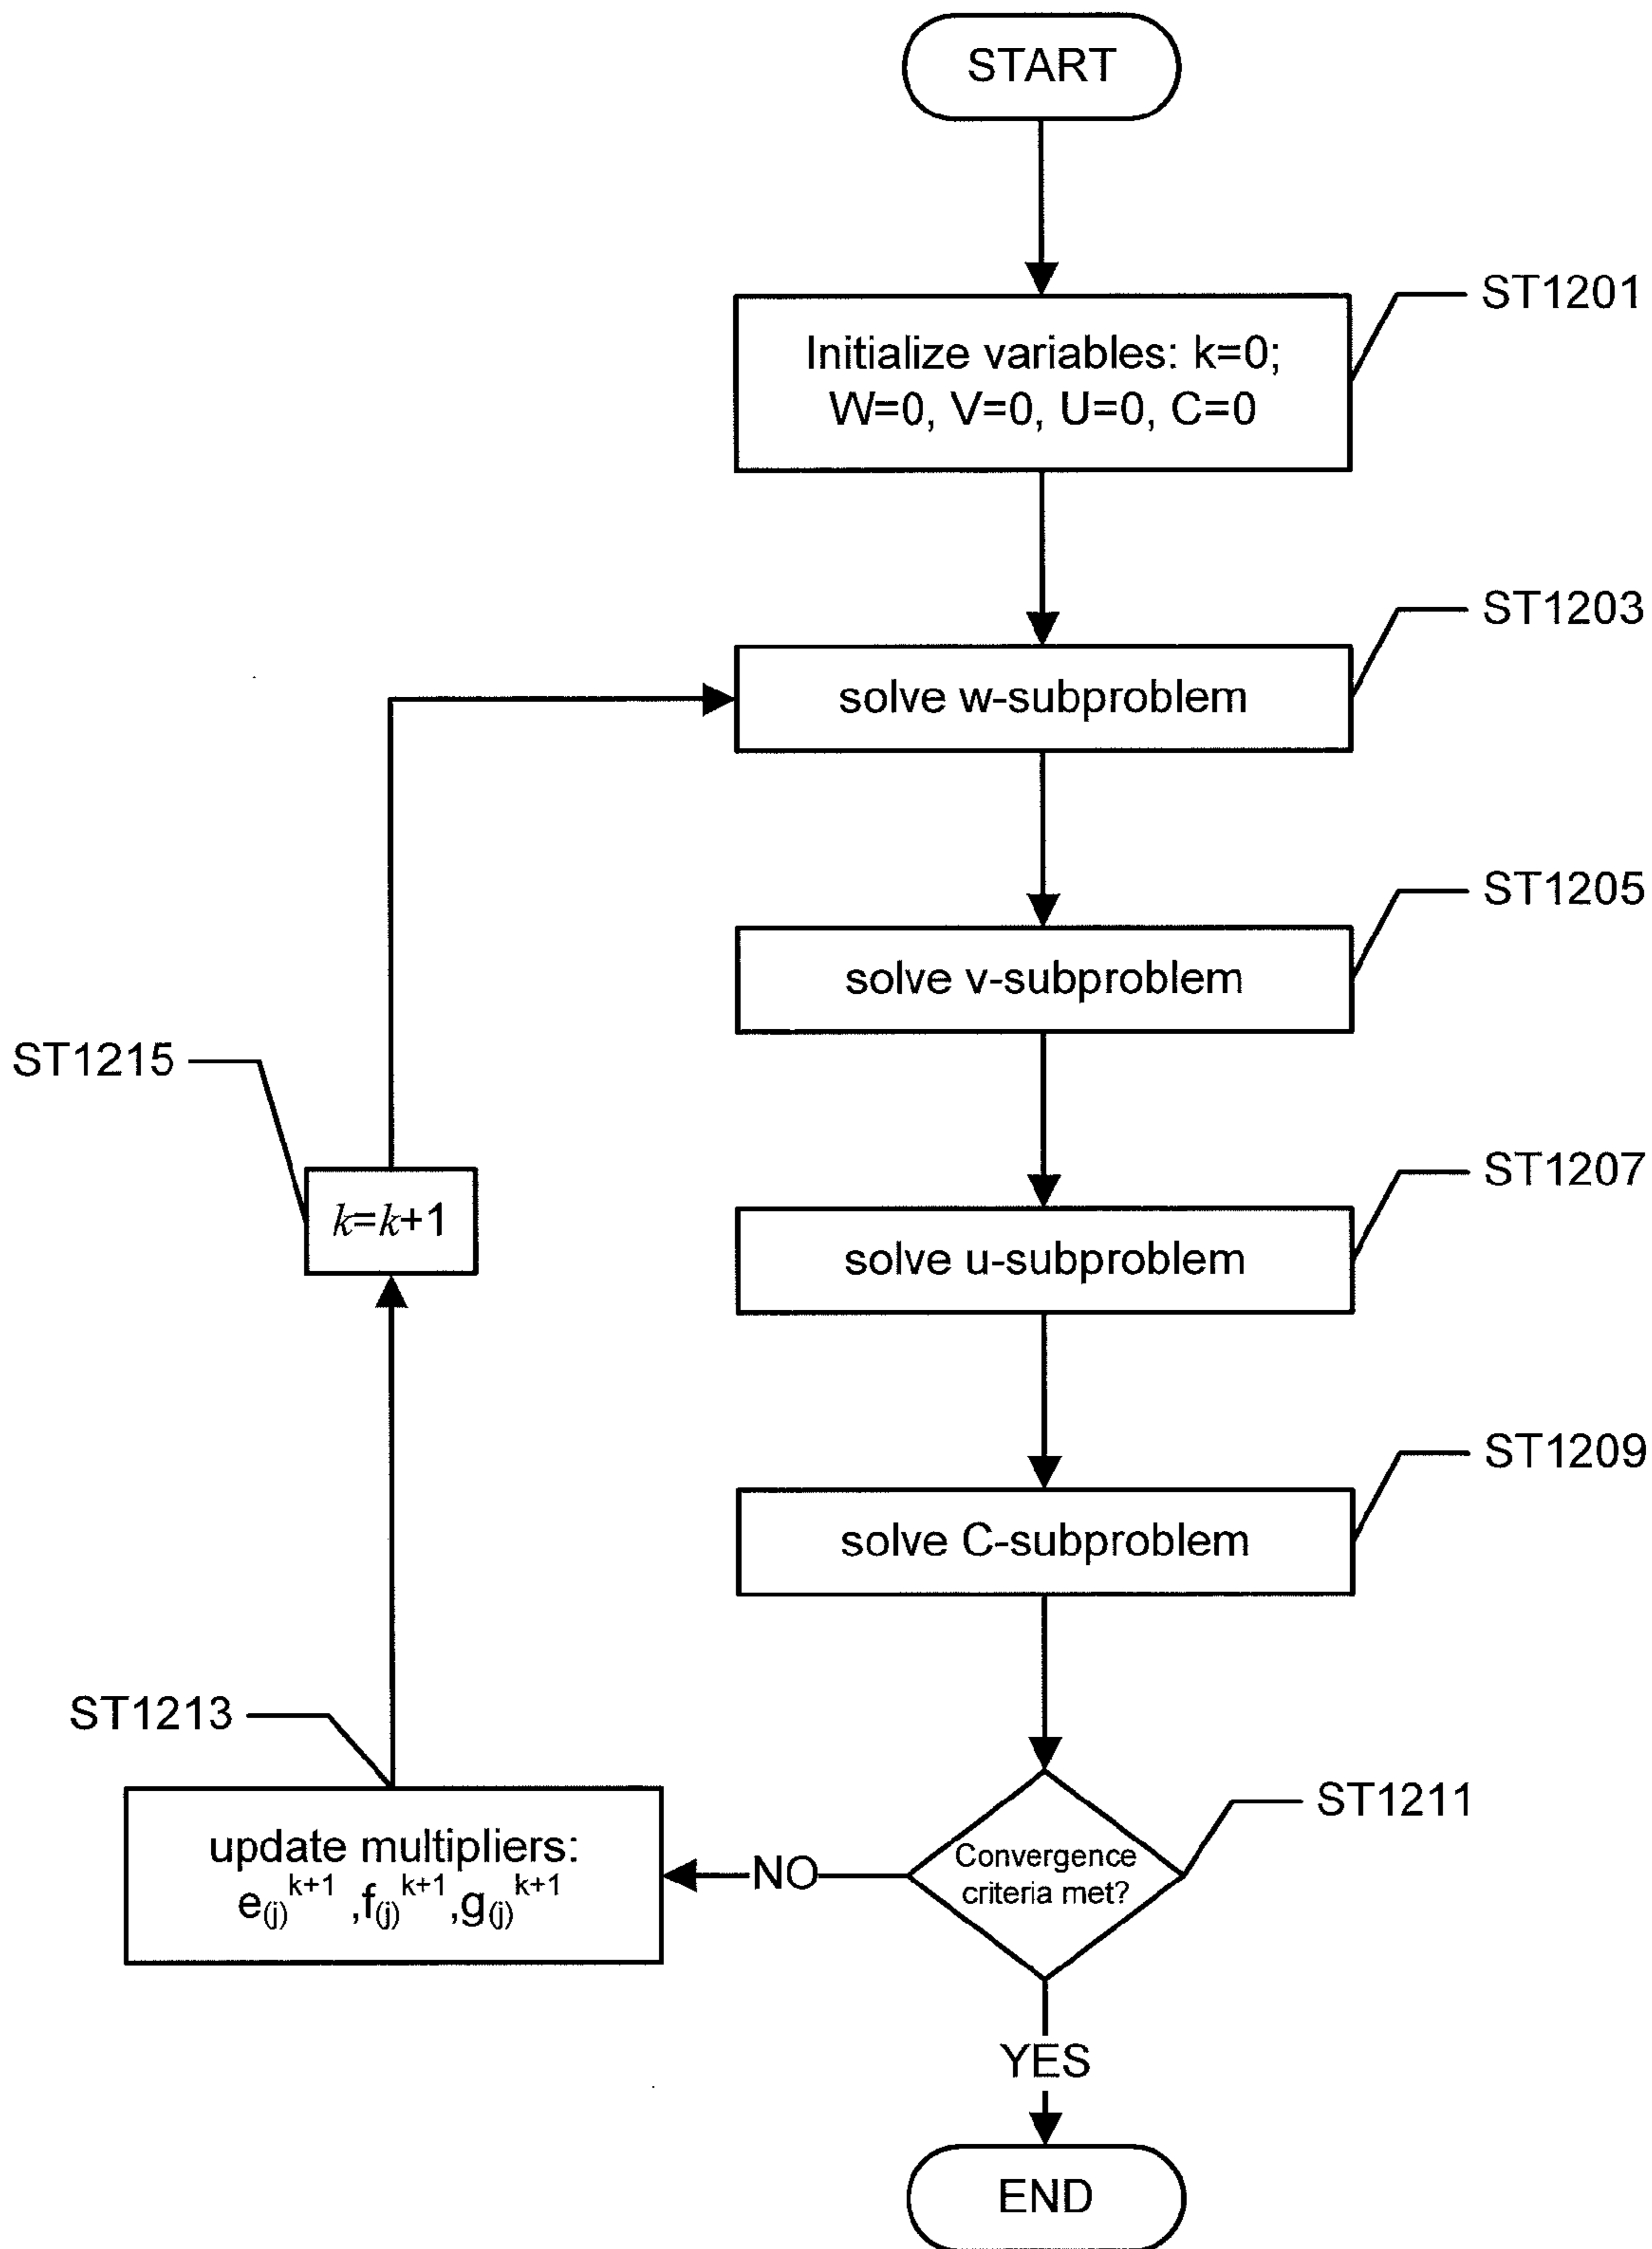 START
ST1201
Initialize variables: k=0;
W=0, V=0, U=0, C=0
ST1203
solve w-subproblem
ST1205
solve v-subproblem
ST1215
k=k+1
ST1207
solve u-subproblem
ST1209
solve C-subproblem
ST1213
update multipliers:
e(j)^k+1 ,f(j)^k+1 ,g(j)^k+1
NO
Convergence
criteria met?
ST1211
YES
END